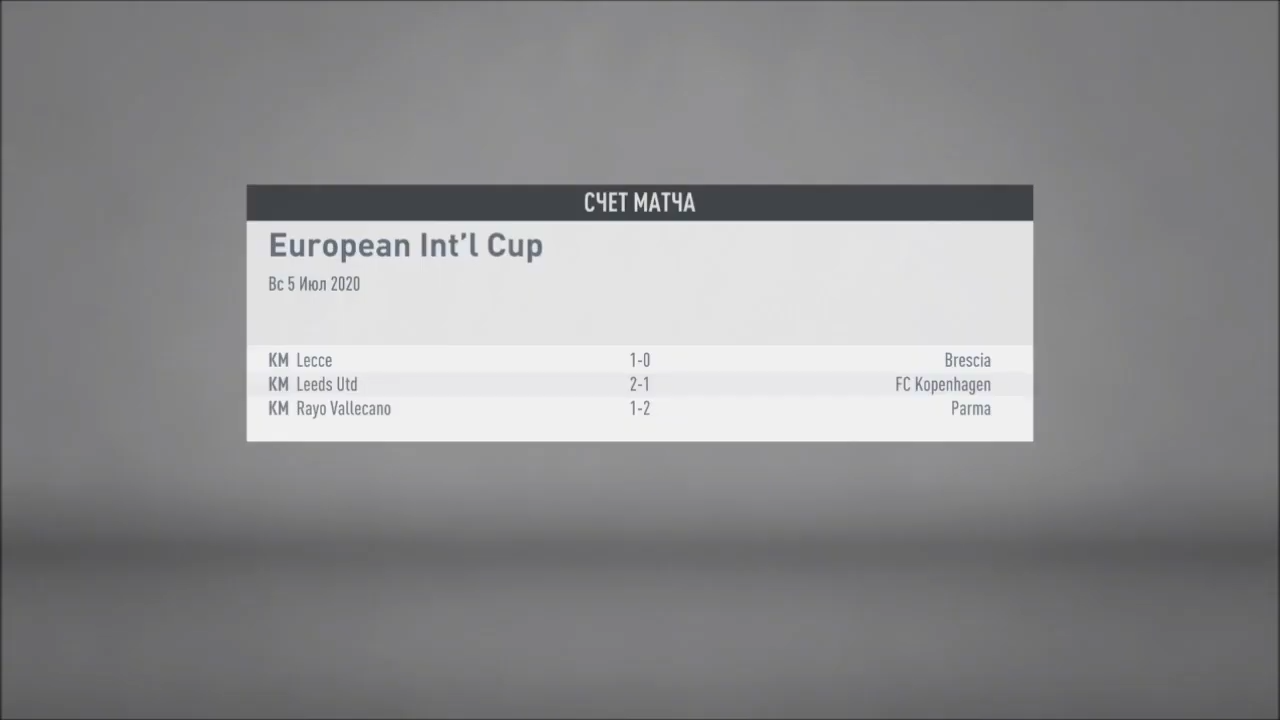 СЧЕТ МАТЧА
European Int’l Cup
Вс 5 Июл 2020
КМ Lecce 1-0 Brescia
КМ Leeds Utd 2-1 FC Kopenhagen
КМ Rayo Vallecano 1-2 Parma